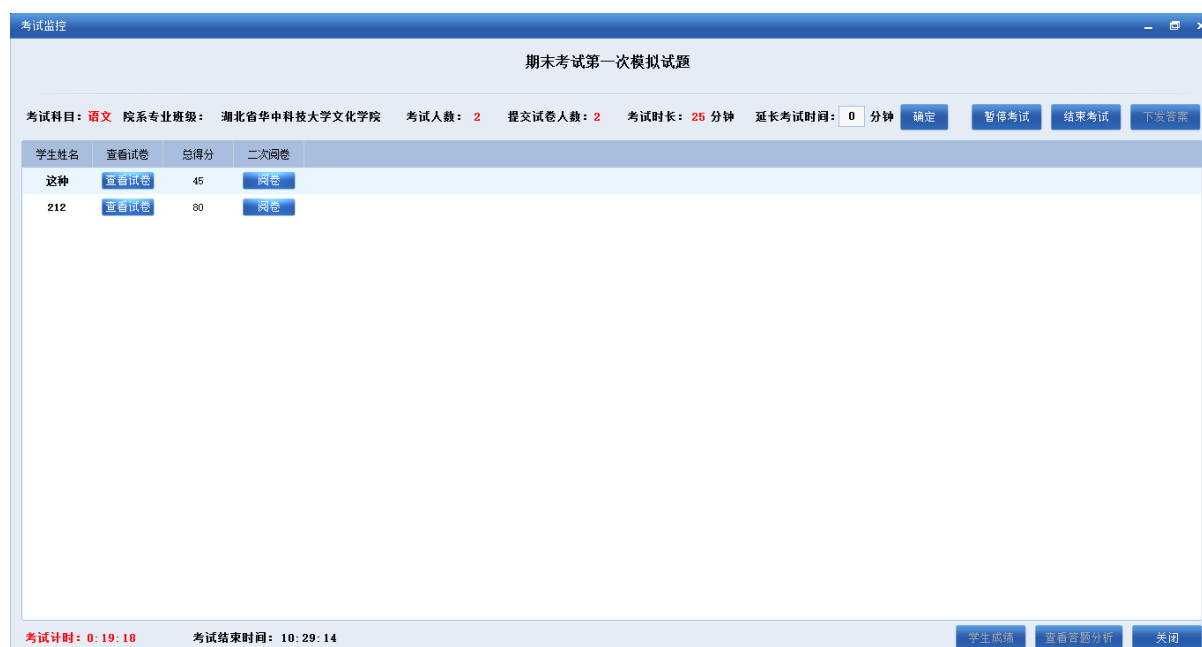 考试监控
期末考试第一次模拟试题
考试科目：语文 院系专业班级： 湖北省华中科技大学文化学院 考试人数： 2 提交试卷人数：2 考试时长： 25 分钟 延长考试时间： 0 分钟 确定 暂停考试 结束考试 下发答案
学生姓名 查看试卷 总得分 二次阅卷
这种 查看试卷 45 阅卷
212 查看试卷 80 阅卷
考试计时：0:19:18 考试结束时间：10:29:14 学生成绩 查看答题分析 关闭